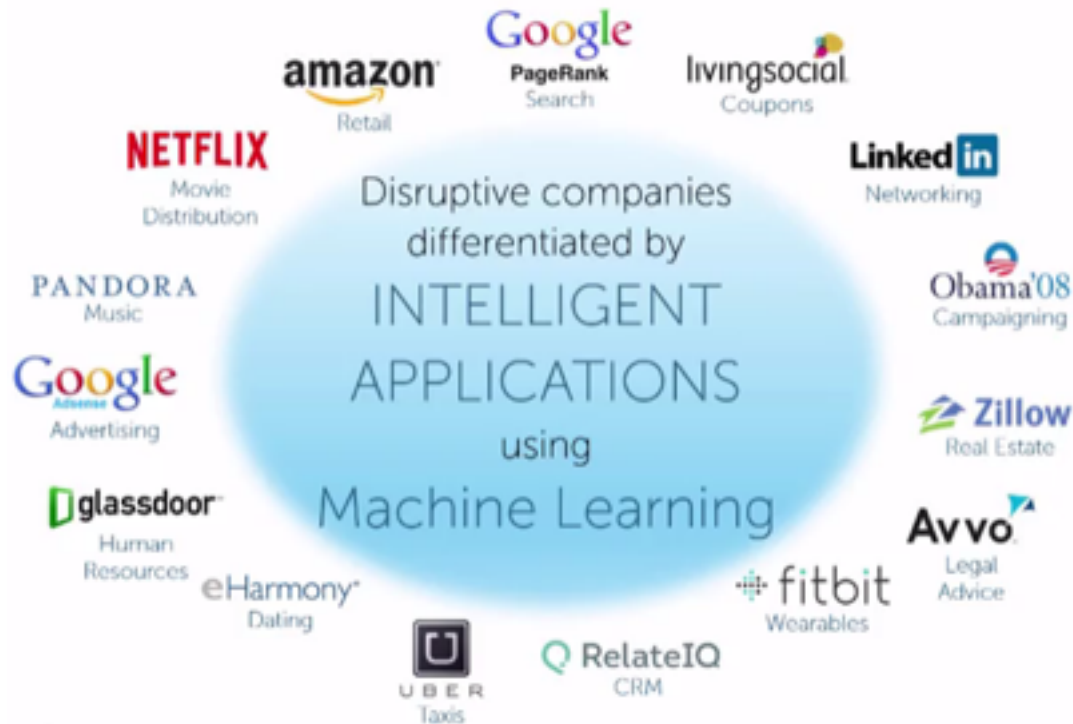 Google
PageRank
Search
amazon
Retail
livingsocial
Coupons
NETFLIX
Movie
Distribution
Linked in
Networking
Disruptive companies
differentiated by
INTELLIGENT
APPLICATIONS
using
Machine Learning
PANDORA
Music
Obama'08
Campaigning
Google
Adsense
Advertising
Zillow
Real Estate
glassdoor
Human
Resources
Avvo
Legal
Advice
eHarmony
Dating
fitbit
Wearables
UBER
Taxis
RelateIQ
CRM